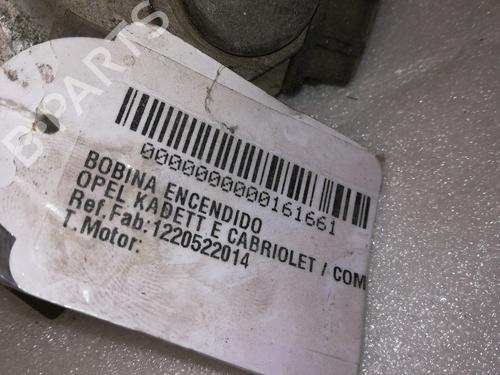 B-PARTS
0000000000161661
BOBINA ENCENDIDO
OPEL KADETT E CABRIOLET / COM
Ref.Fab:1220522014
T. Motor: